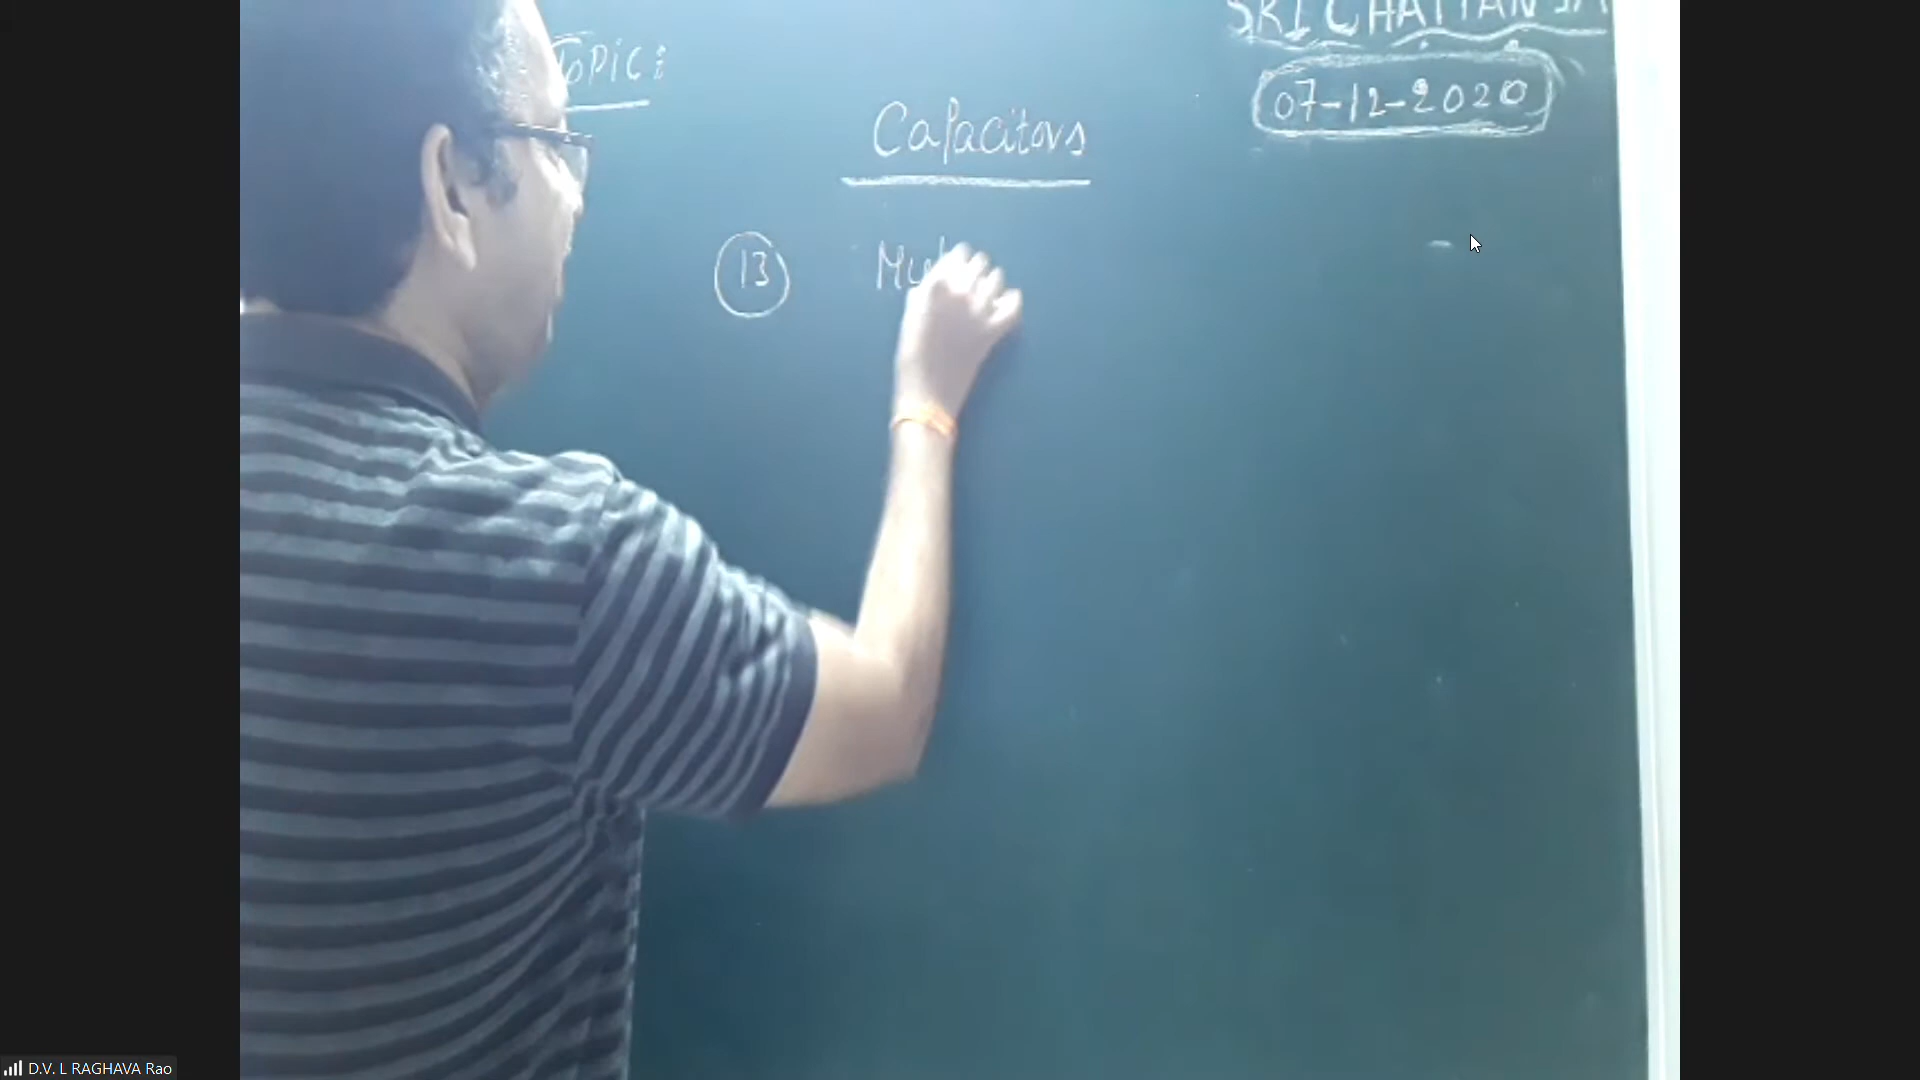 SRI CHAITANYA
TOPIC:
07-12-2020
Capacitors
13
D.V. L RAGHAVA Rao